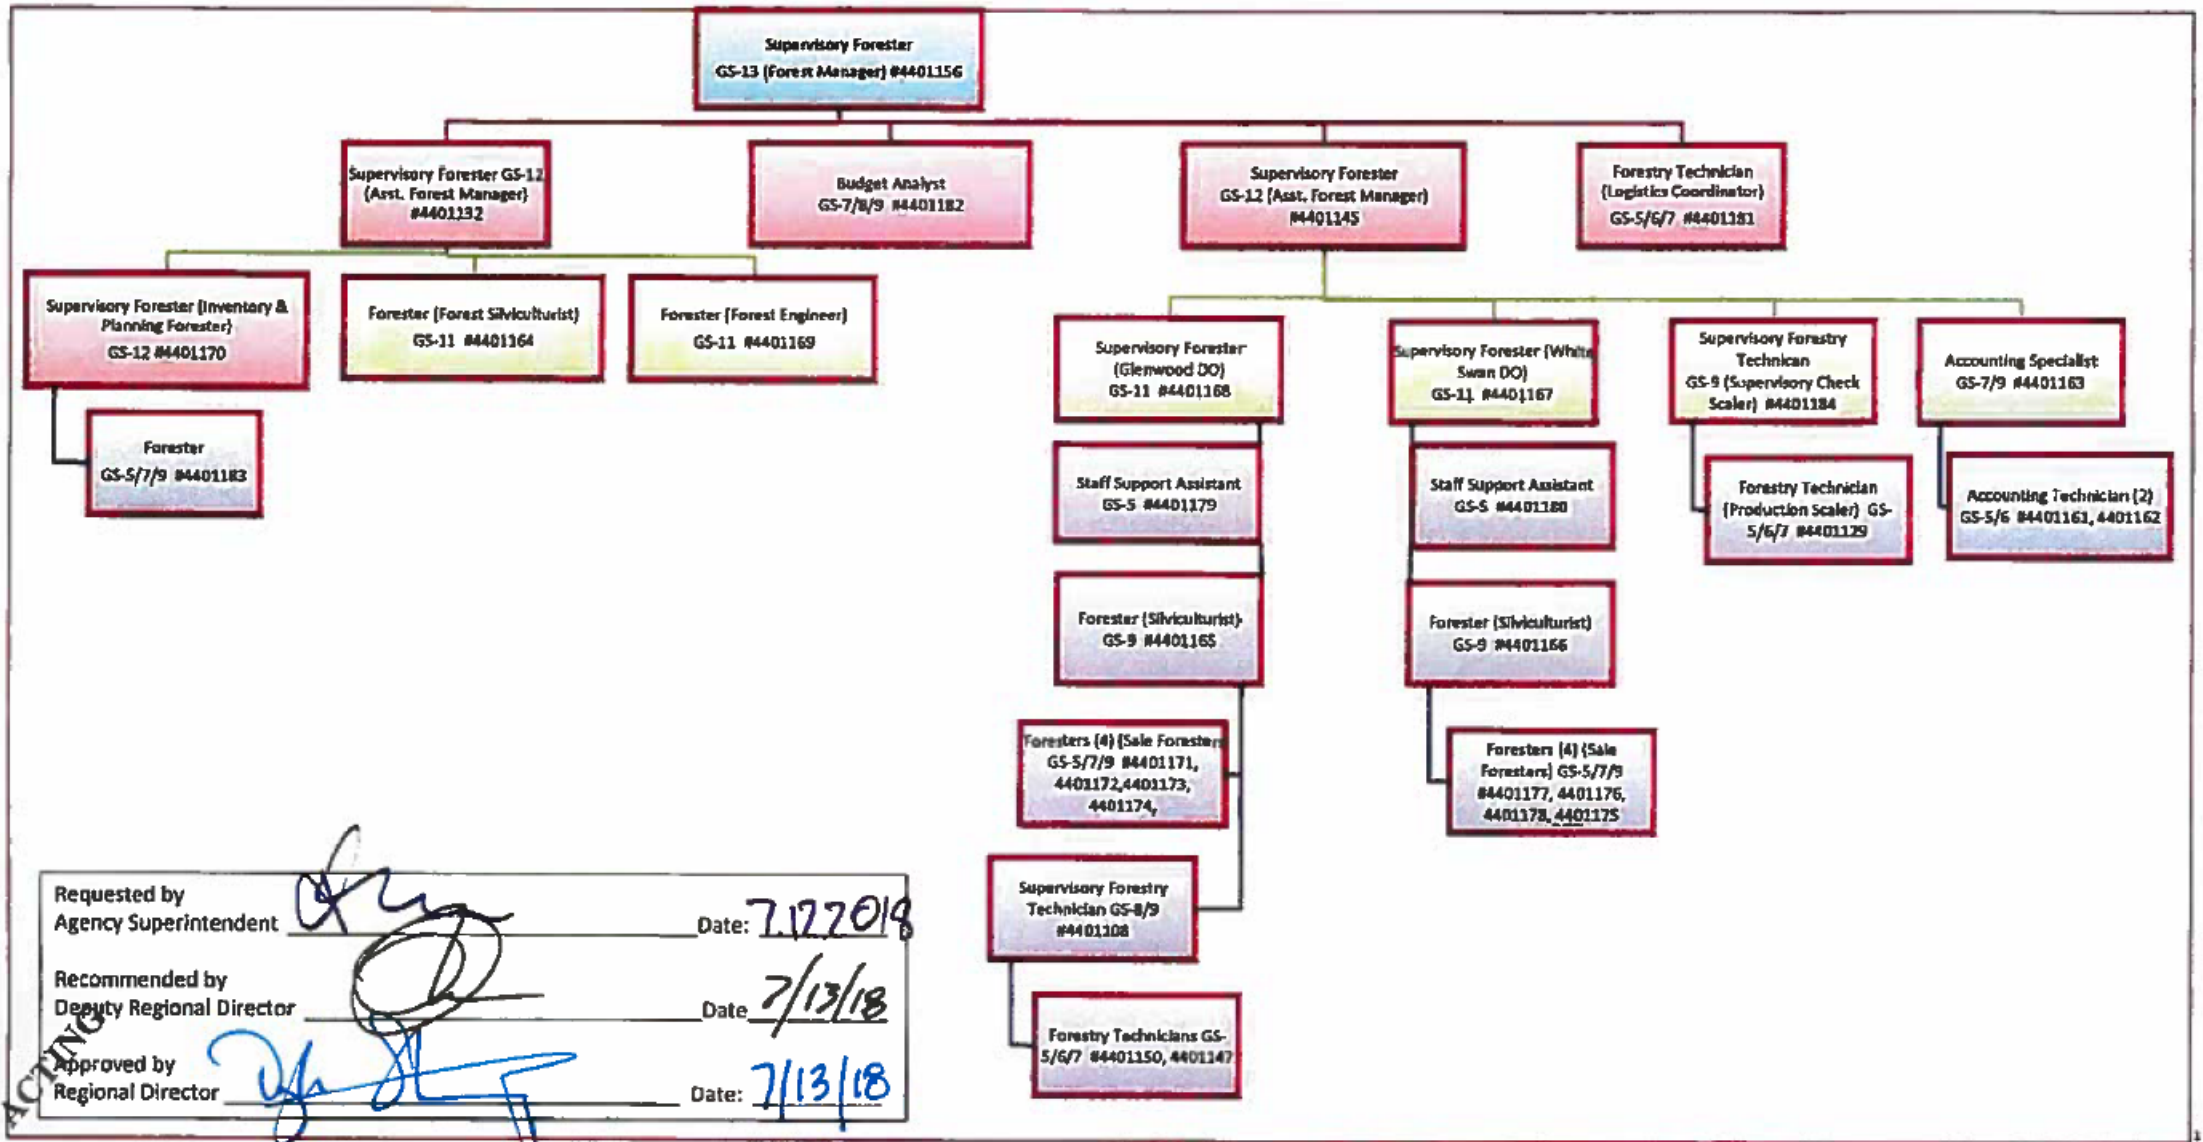 Supervisory Forester
GS-13 (Forest Manager) #4401156
Supervisory Forester GS-12
(Asst. Forest Manager)
#4401132
Budget Analyst
GS-7/8/9 #4401182
Supervisory Forester
GS-12 (Asst. Forest Manager)
#4401145
Forestry Technician
(Logistics Coordinator)
GS-5/6/7 #4401181
Supervisory Forester (Inventory &
Planning Forester)
GS-12 #4401170
Forester (Forest Silviculturist)
GS-11 #4401164
Forester (Forest Engineer)
GS-11 #4401169
Supervisory Forester
(Glenwood DO)
GS-11 #4401168
Supervisory Forester (White
Swan DO)
GS-11 #4401167
Supervisory Forestry
Technican
GS-9 (Supervisory Check
Scaler) #4401184
Accounting Specialist
GS-7/9 #4401163
Forester
GS-5/7/9 #4401183
Staff Support Assistant
GS-5 #4401179
Staff Support Assistant
GS-5 #4401180
Forestry Technician
(Production Scaler) GS-
5/6/7 #4401129
Accounting Technician (2)
GS-5/6 #4401161, 4401162
Forester (Silviculturist)
GS-9 #4401165
Forester (Silviculturist)
GS-9 #4401166
Foresters (4) (Sale Foresters
GS-5/7/9 #4401171,
4401172,4401173,
4401174,
Foresters (4) (Sale
Foresters) GS-5/7/9
#4401177, 4401176,
4401178, 4401175
Supervisory Forestry
Technician GS-8/9
#4401108
Forestry Technicians GS-
5/6/7 #4401150, 4401147
Requested by
Agency Superintendent Date: 7.12.2018
Recommended by
Deputy Regional Director Date 7/13/18
ACTING
Approved by
Regional Director Date: 7/13/18